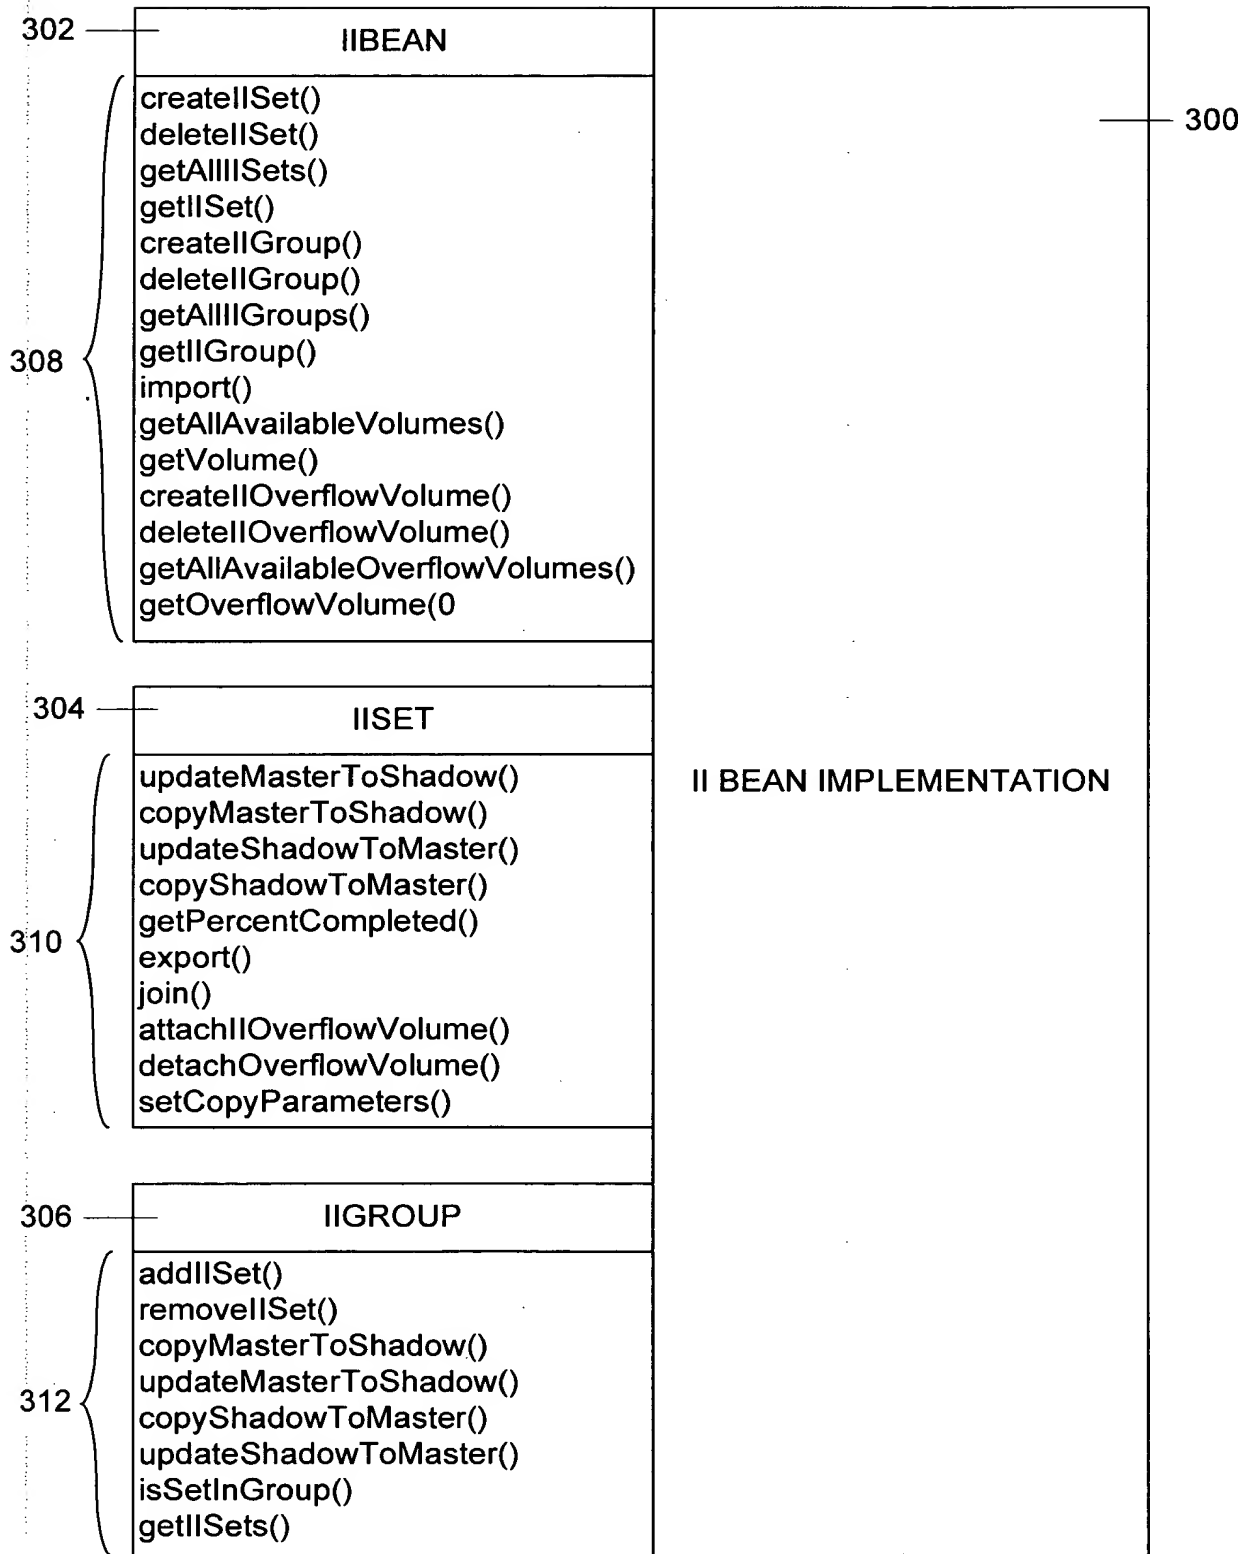 302
IIBEAN
300
createIISet()
deleteIISet()
getAllIISets()
getIISet()
createIIGroup()
deleteIIGroup()
getAllIIGroups()
308
getIIGroup()
import()
getAllAvailableVolumes()
getVolume()
createIIOverflowVolume()
deleteIIOverflowVolume()
getAllAvailableOverflowVolumes()
getOverflowVolume(0
304
IISET
II BEAN IMPLEMENTATION
updateMasterToShadow()
copyMasterToShadow()
updateShadowToMaster()
copyShadowToMaster()
getPercentCompleted()
310
export()
join()
attachIIOverflowVolume()
detachOverflowVolume()
setCopyParameters()
306
IIGROUP
addIISet()
removeIISet()
copyMasterToShadow()
updateMasterToShadow()
312
copyShadowToMaster()
updateShadowToMaster()
isSetInGroup()
getIISets()